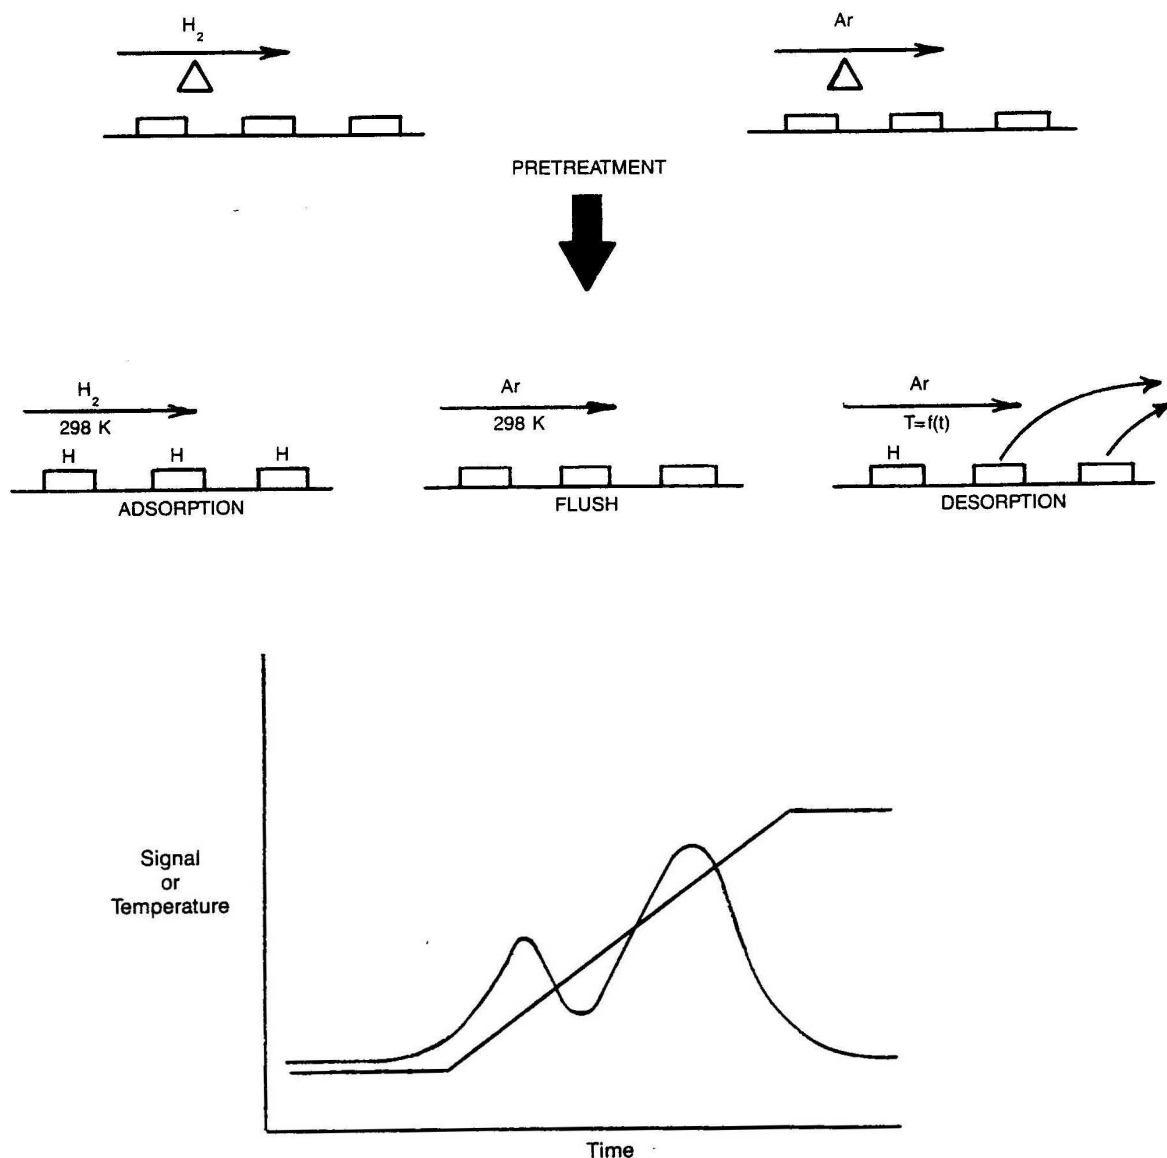 H2
Ar
PRETREATMENT
H2
298 K
H H H
ADSORPTION
Ar
298 K
FLUSH
Ar
T=f(t)
H
DESORPTION
Signal
or
Temperature
Time